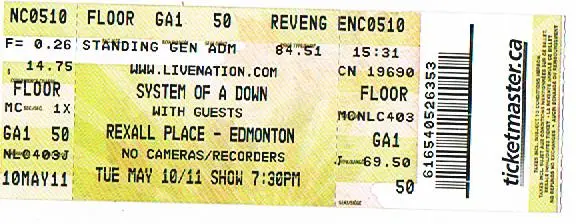 NC0510 FLOOR GA1 50 REVENG ENC0510
F= 0.26 STANDING GEN ADM 84.51 15:31
14.75 WWW.LIVENATION.COM CN 19690
FLOOR SYSTEM OF A DOWN FLOOR
MC 1X WITH GUESTS MONLC403
GA1 50 REXALL PLACE - EDMONTON GA1
NLC403J NO CAMERAS/RECORDERS 69.50
10MAY11 TUE MAY 10/11 SHOW 7:30PM 50
616540526353
ticketmaster.ca